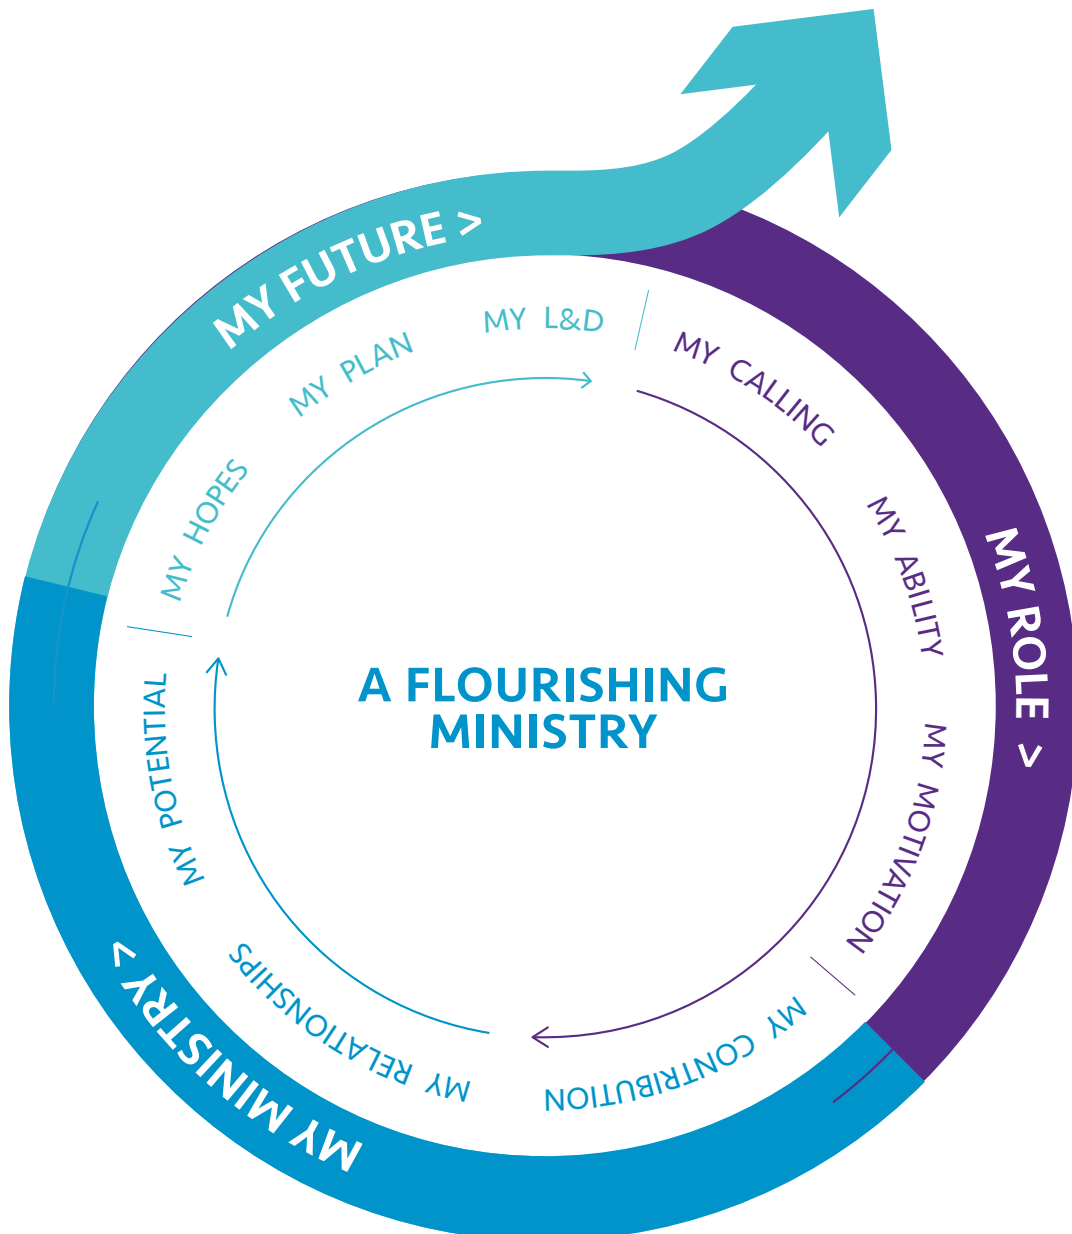 MY FUTURE >
MY ROLE >
MY MINISTRY >
MY CALLING
MY ABILITY
MY MOTIVATION
MY CONTRIBUTION
MY RELATIONSHIPS
MY POTENTIAL
MY HOPES
MY PLAN
MY L&D
A FLOURISHING
MINISTRY